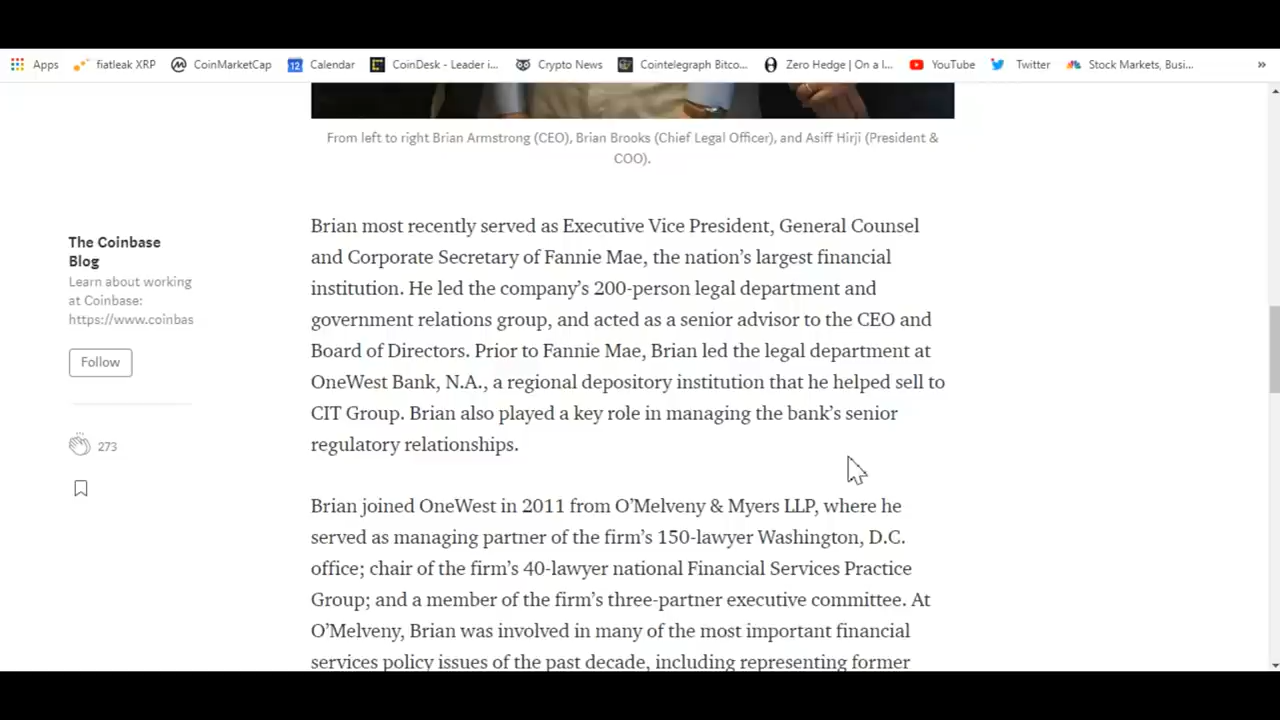 Apps fiatleak XRP CoinMarketCap 12 Calendar CoinDesk - Leader i... Crypto News Cointelegraph Bitco... Zero Hedge | On a l... YouTube Twitter Stock Markets, Busi... »
From left to right Brian Armstrong (CEO), Brian Brooks (Chief Legal Officer), and Asiff Hirji (President &
COO).
The Coinbase
Blog
Learn about working
at Coinbase:
https://www.coinbas
Follow
273
Brian most recently served as Executive Vice President, General Counsel
and Corporate Secretary of Fannie Mae, the nation’s largest financial
institution. He led the company’s 200-person legal department and
government relations group, and acted as a senior advisor to the CEO and
Board of Directors. Prior to Fannie Mae, Brian led the legal department at
OneWest Bank, N.A., a regional depository institution that he helped sell to
CIT Group. Brian also played a key role in managing the bank’s senior
regulatory relationships.
Brian joined OneWest in 2011 from O’Melveny & Myers LLP, where he
served as managing partner of the firm’s 150-lawyer Washington, D.C.
office; chair of the firm’s 40-lawyer national Financial Services Practice
Group; and a member of the firm’s three-partner executive committee. At
O’Melveny, Brian was involved in many of the most important financial
services policy issues of the past decade, including representing former